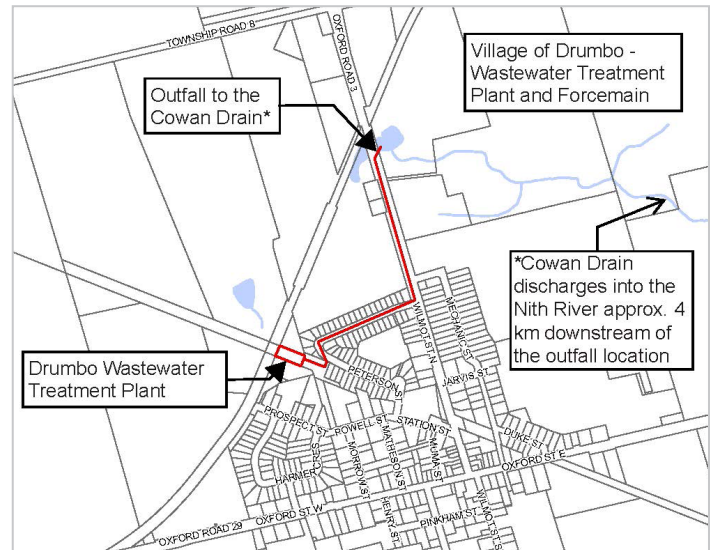 TOWNSHIP ROAD 8
OXFORD ROAD 3
Village of Drumbo -
Wastewater Treatment
Plant and Forcemain
Outfall to the
Cowan Drain*
*Cowan Drain
discharges into the
Nith River approx. 4
km downstream of
the outfall location
Drumbo Wastewater
Treatment Plant
WILMOT ST N
MECHANIC ST
JARVIS ST
PETERSON ST
PROSPECT ST
POWELL ST
STATION ST
DUKE ST
HARMER
CRES
MORROW ST
MATHESON ST
MUMA ST
OXFORD ST E
OXFORD ROAD 29
OXFORD ST W
HENRY ST
PINKHAM ST
WILMOT ST